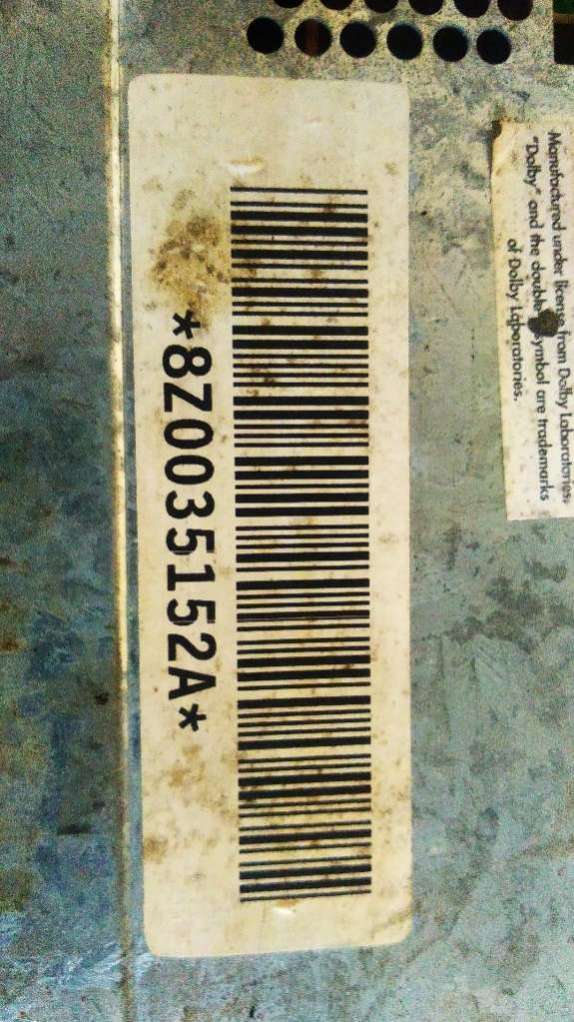 *8Z0035152A*
Manufactured under license from Dolby Laboratories.
"Dolby" and the double symbol are trademarks
of Dolby Laboratories.